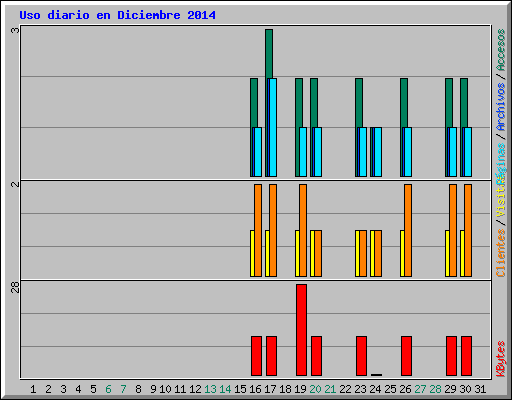 Uso diario en Diciembre 2014
3
2
28
Accesos / Archivos / Páginas
Visitas / Clientes
KBytes
1 2 3 4 5 6 7 8 9 10 11 12 13 14 15 16 17 18 19 20 21 22 23 24 25 26 27 28 29 30 31